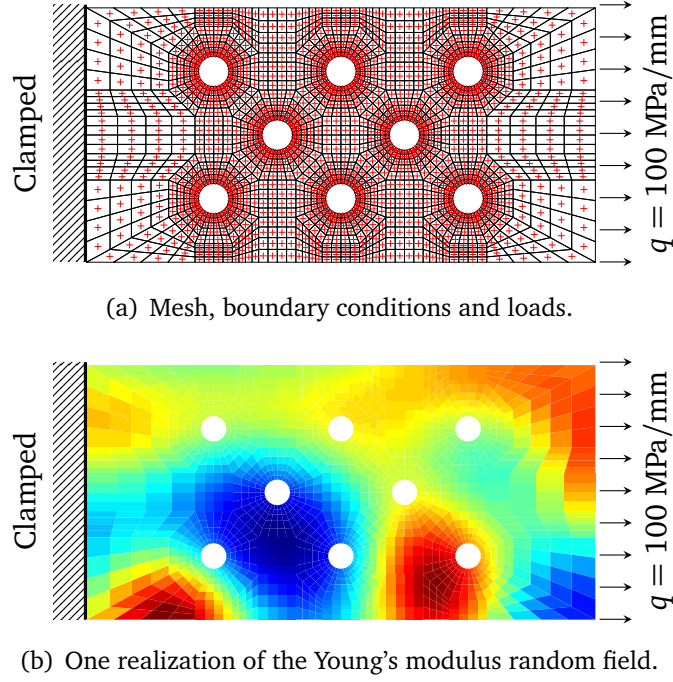 Clamped
q = 100 MPa/mm
(a) Mesh, boundary conditions and loads.
Clamped
q = 100 MPa/mm
(b) One realization of the Young's modulus random field.